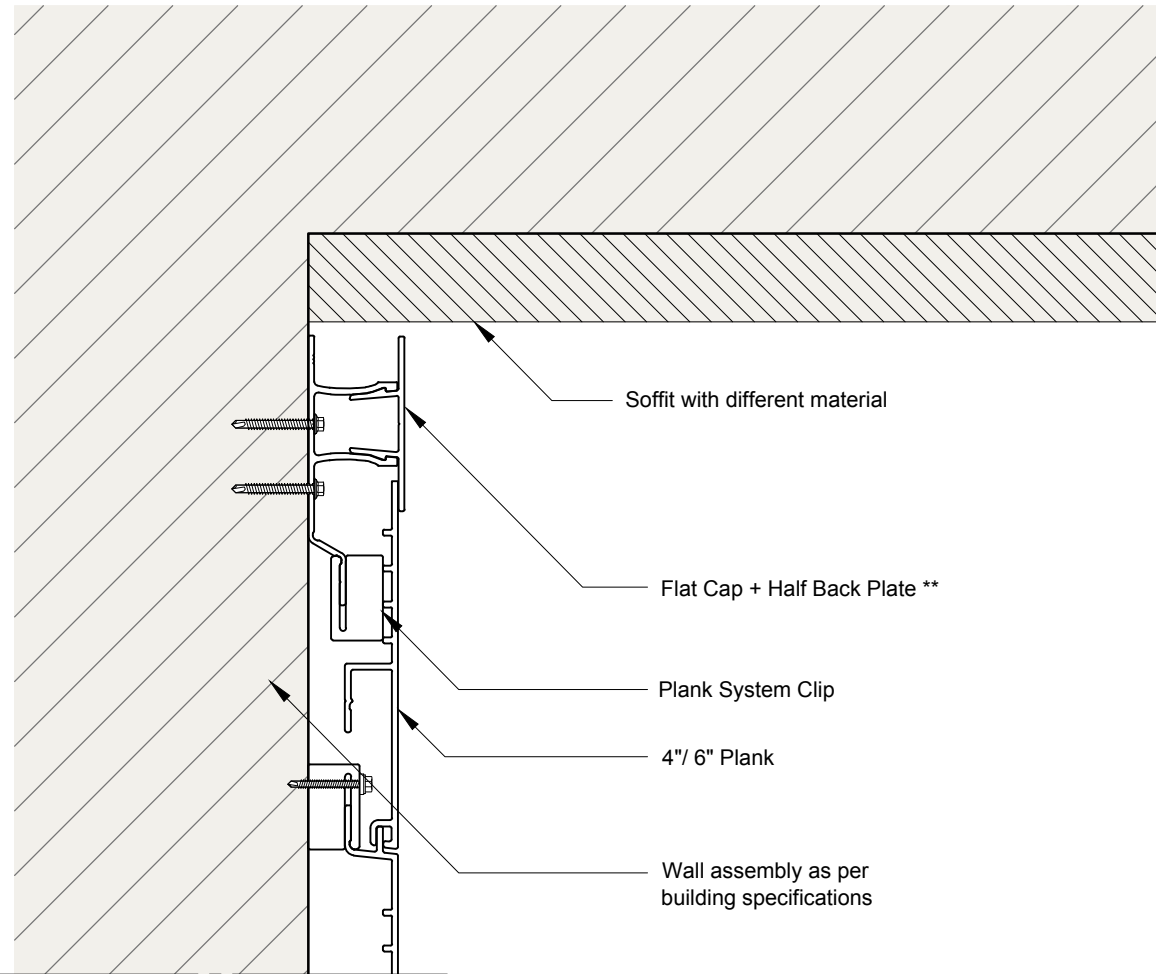 Soffit with different material
Flat Cap + Half Back Plate **
Plank System Clip
4"/ 6" Plank
Wall assembly as per
building specifications